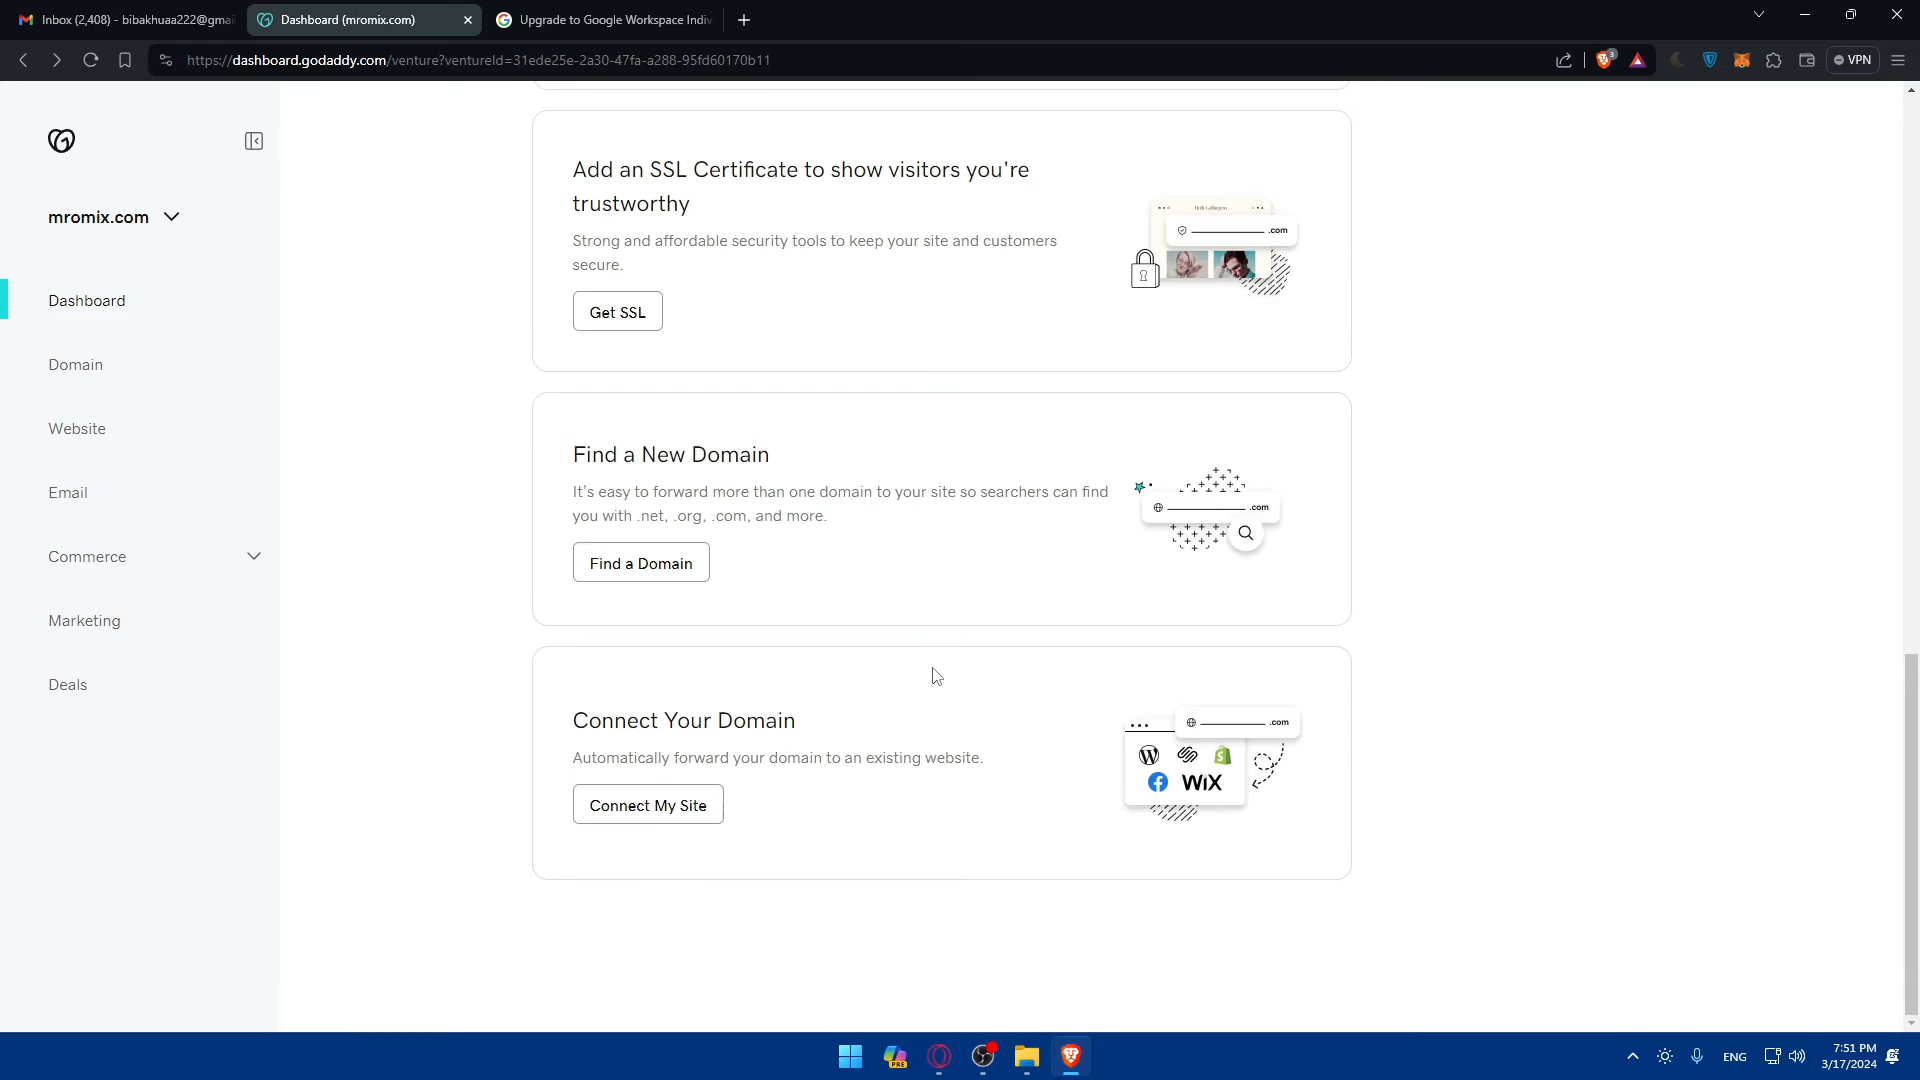 Inbox (2,408) - bibakhuaa222@gmai
Dashboard (mromix.com)
Upgrade to Google Workspace Indiv
https://dashboard.godaddy.com/venture?ventureId=31ede25e-2a30-47fa-a288-95fd60170b11
3
VPN
mromix.com
Dashboard
Domain
Website
Email
Commerce
Marketing
Deals
Add an SSL Certificate to show visitors you're
trustworthy
Strong and affordable security tools to keep your site and customers
secure.
Get SSL
.com
Find a New Domain
It's easy to forward more than one domain to your site so searchers can find
you with .net, .org, .com, and more.
Find a Domain
.com
Connect Your Domain
Automatically forward your domain to an existing website.
Connect My Site
.com
WiX
PRE
ENG
7:51 PM
3/17/2024